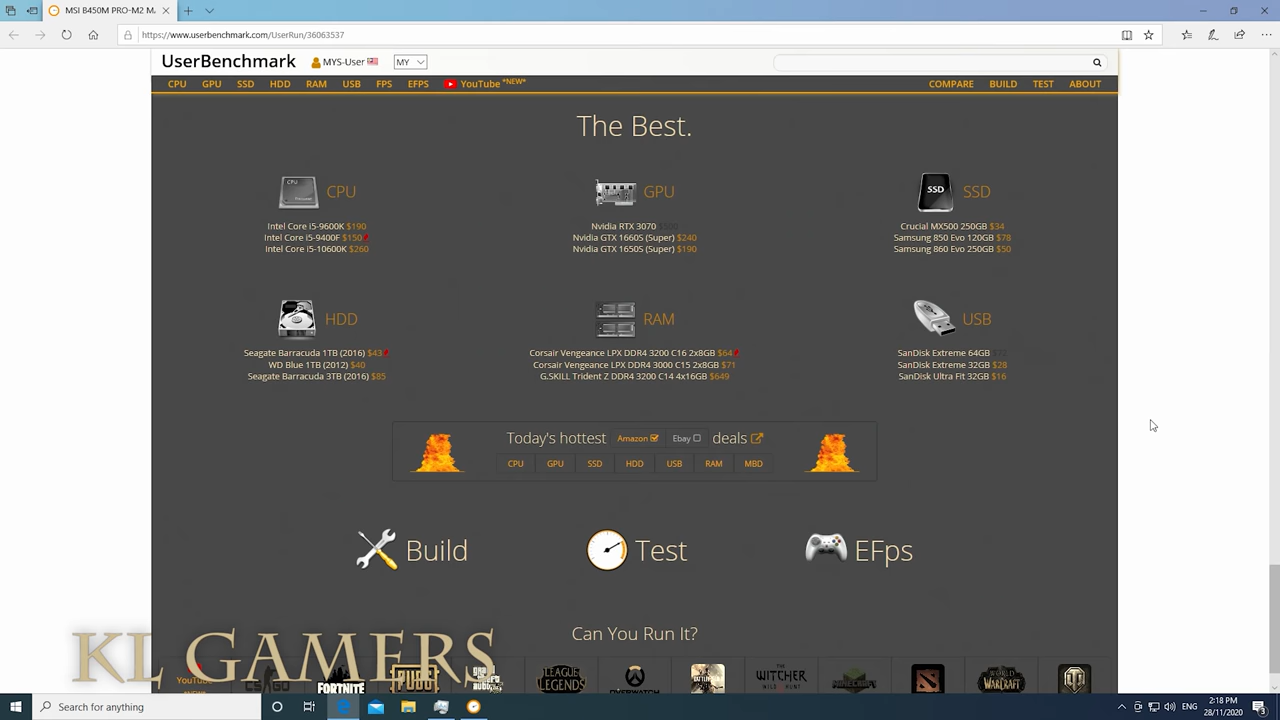 MSI B450M PRO-M2 M
https://www.userbenchmark.com/UserRun/36063537
UserBenchmark MYS-User MY
CPU GPU SSD HDD RAM USB FPS EFPS YouTube *NEW* COMPARE BUILD TEST ABOUT
The Best.
CPU GPU SSD SSD
Intel Core i5-9600K $190 Nvidia RTX 3070 Crucial MX500 250GB $34
Intel Core i5-9400F $150 Nvidia GTX 1660S (Super) $240 Samsung 850 Evo 120GB $78
Intel Core i5-10600K $260 Nvidia GTX 1650S (Super) $190 Samsung 860 Evo 250GB $50
HDD RAM USB
Seagate Barracuda 1TB (2016) $43 Corsair Vengeance LPX DDR4 3200 C16 2x8GB $64 SanDisk Extreme 64GB
WD Blue 1TB (2012) $40 Corsair Vengeance LPX DDR4 3000 C15 2x8GB $71 SanDisk Extreme 32GB $28
Seagate Barracuda 3TB (2016) $85 G.SKILL Trident Z DDR4 3200 C14 4x16GB $649 SanDisk Ultra Fit 32GB $16
Today's hottest Amazon Ebay deals
CPU GPU SSD HDD USB RAM MBD
Build Test EFps
Can You Run It?
KL GAMERS
YouTube
FORTNITE PUBG LEAGUE LEGENDS OVERWATCH THE WITCHER WILD HUNT MINECRAFT WORLD WARCRAFT
Search for anything ENG 2:18 PM
28/11/2020 3